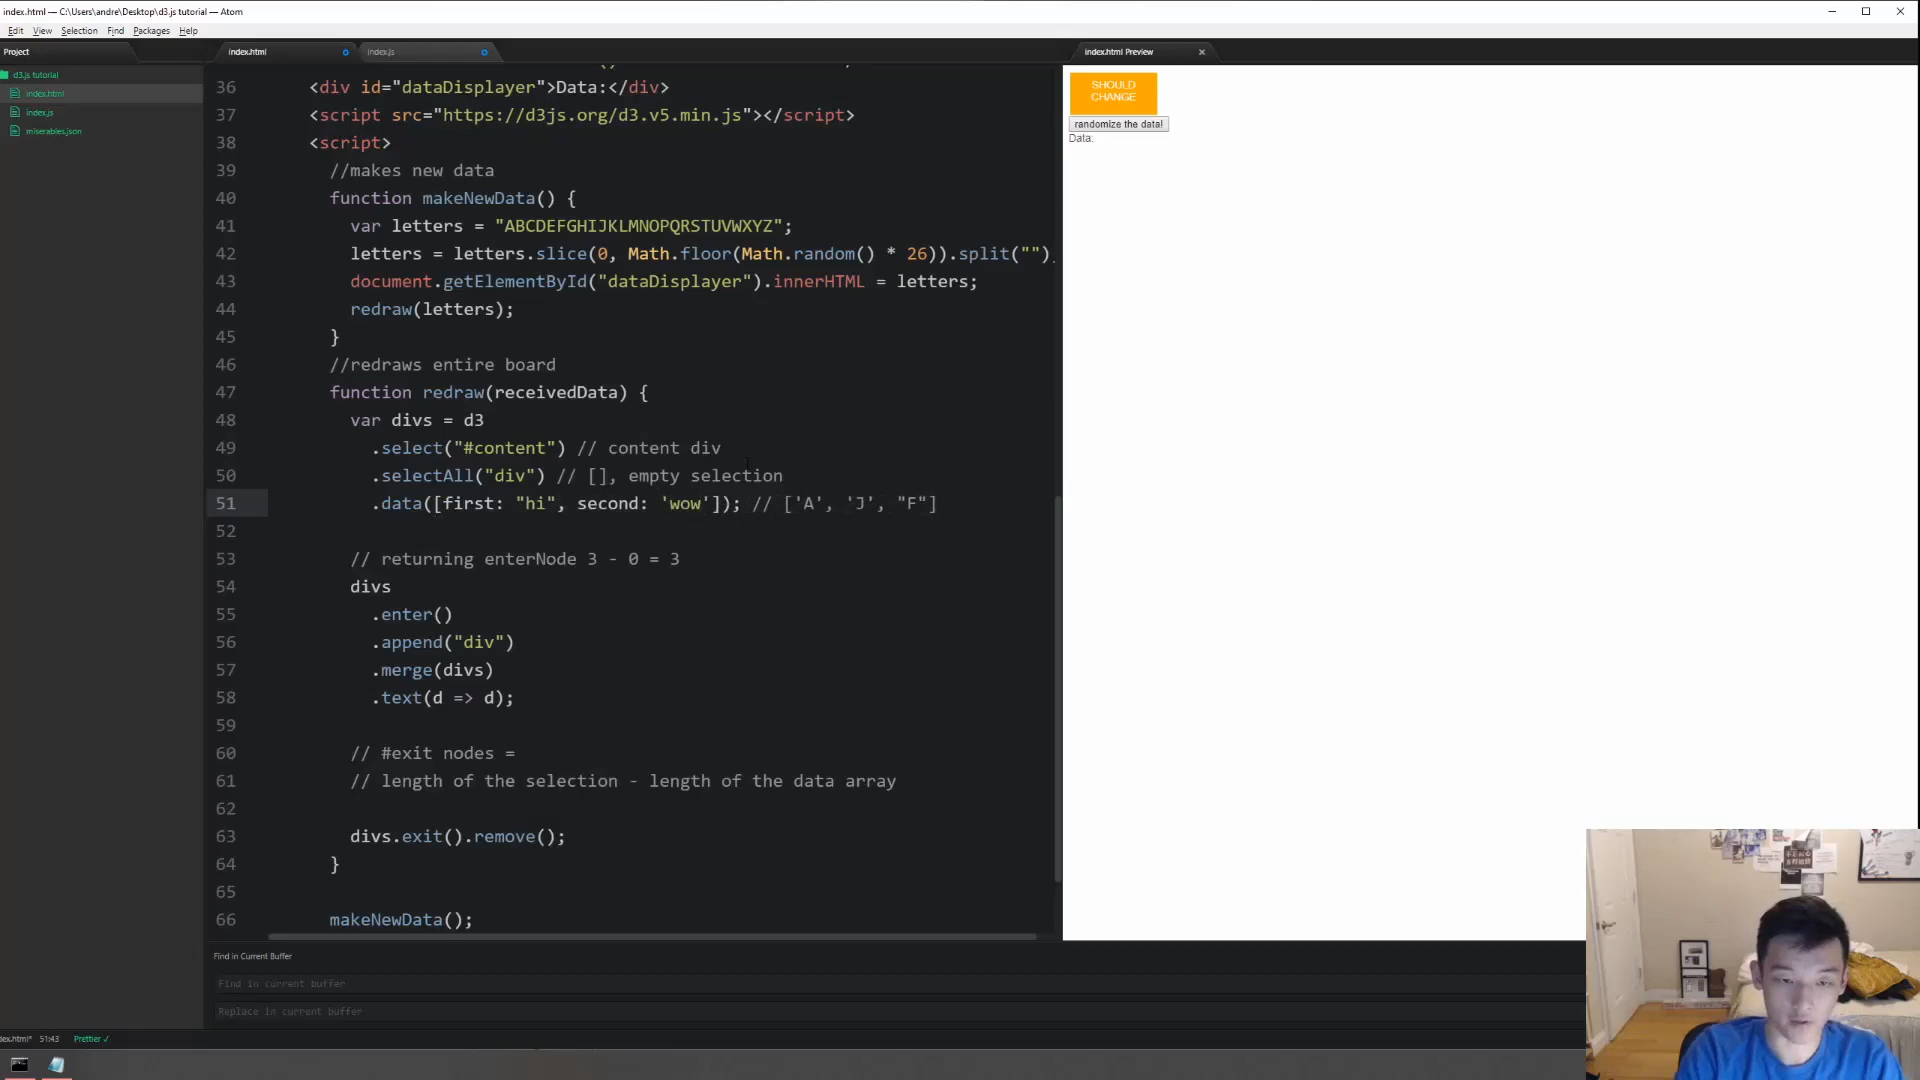 index.html — C:\Users\andre\Desktop\d3.js tutorial — Atom
Edit View Selection Find Packages Help
Project
d3.js tutorial
index.html
index.js
miserables.json
index.html
index.js
36 <div id="dataDisplayer">Data:</div>
37 <script src="https://d3js.org/d3.v5.min.js"></script>
38 <script>
39 //makes new data
40 function makeNewData() {
41 var letters = "ABCDEFGHIJKLMNOPQRSTUVWXYZ";
42 letters = letters.slice(0, Math.floor(Math.random() * 26)).split("")
43 document.getElementById("dataDisplayer").innerHTML = letters;
44 redraw(letters);
45 }
46 //redraws entire board
47 function redraw(receivedData) {
48 var divs = d3
49 .select("#content") // content div
50 .selectAll("div") // [], empty selection
51 .data([first: "hi", second: 'wow']); // ['A', 'J', "F"]
52
53 // returning enterNode 3 - 0 = 3
54 divs
55 .enter()
56 .append("div")
57 .merge(divs)
58 .text(d => d);
59
60 // #exit nodes =
61 // length of the selection - length of the data array
62
63 divs.exit().remove();
64 }
65
66 makeNewData();
index.html Preview
SHOULD
CHANGE
randomize the data!
Data:
Find in Current Buffer
Find in current buffer
Replace in current buffer
dex.html* 51:43 Prettier ✓